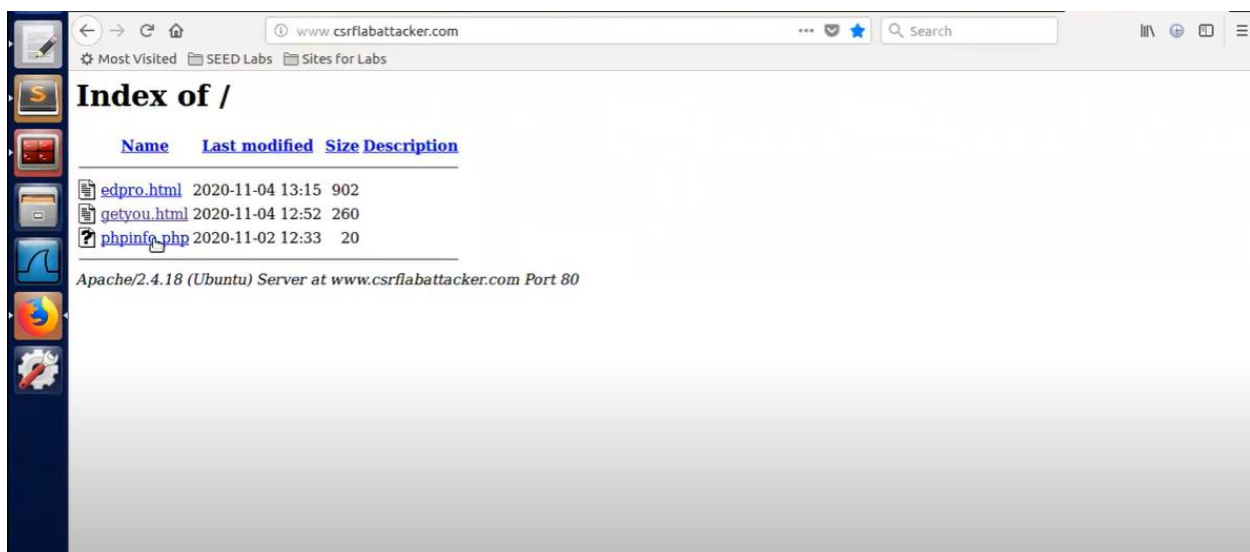 www.csrflabattacker.com
Search
Most Visited SEED Labs Sites for Labs
Index of /
Name Last modified Size Description
edpro.html 2020-11-04 13:15 902
getyou.html 2020-11-04 12:52 260
phpinfo.php 2020-11-02 12:33 20
Apache/2.4.18 (Ubuntu) Server at www.csrflabattacker.com Port 80